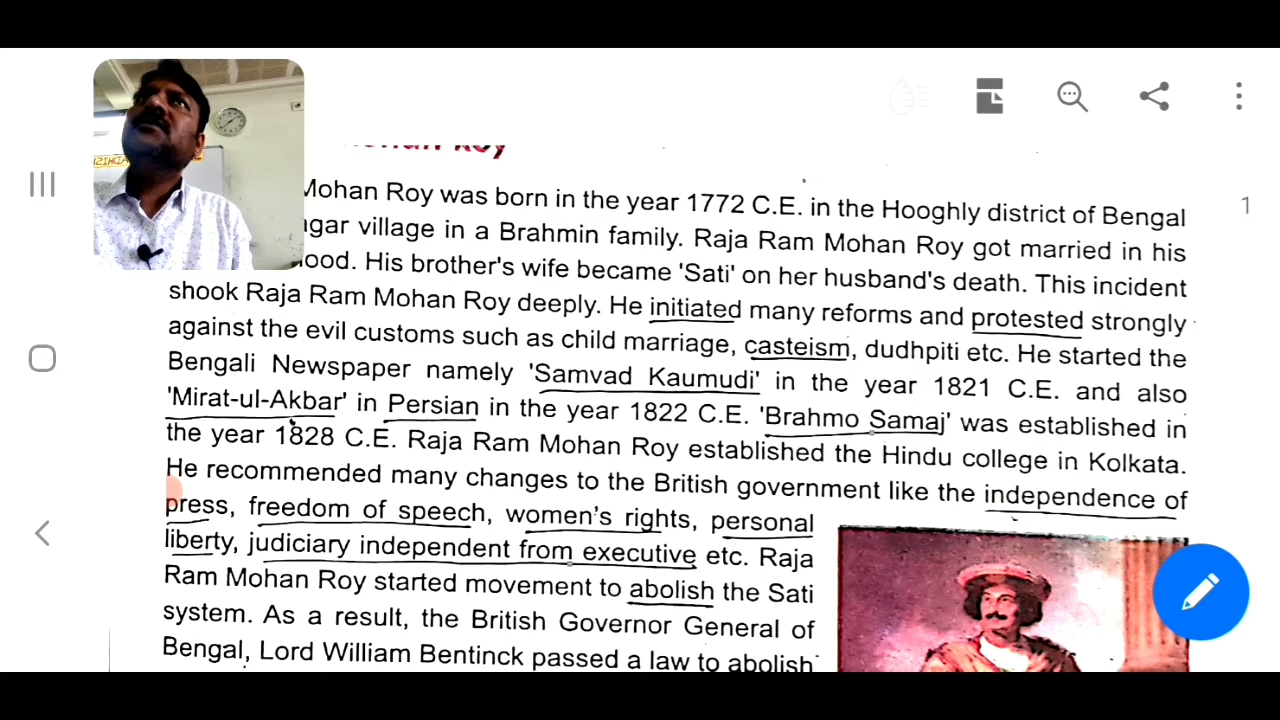 Roy
Mohan Roy was born in the year 1772 C.E. in the Hooghly district of Bengal
village in a Brahmin family. Raja Ram Mohan Roy got married in his
His brother's wife became 'Sati' on her husband's death. This incident
shook Raja Ram Mohan Roy deeply. He initiated many reforms and protested strongly
against the evil customs such as child marriage, casteism, dudhpiti etc. He started the
Bengali Newspaper namely 'Samvad Kaumudi' in the year 1821 C.E. and also
'Mirat-ul-Akbar' in Persian in the year 1822 C.E. 'Brahmo Samaj' was established in
the year 1828 C.E. Raja Ram Mohan Roy established the Hindu college in Kolkata.
He recommended many changes to the British government like the independence of
press, freedom of speech, women's rights, personal
liberty, judiciary independent from executive etc. Raja
Ram Mohan Roy started movement to abolish the Sati
system. As a result, the British Governor General of
Bengal, Lord William Bentinck passed a law to abolish
1